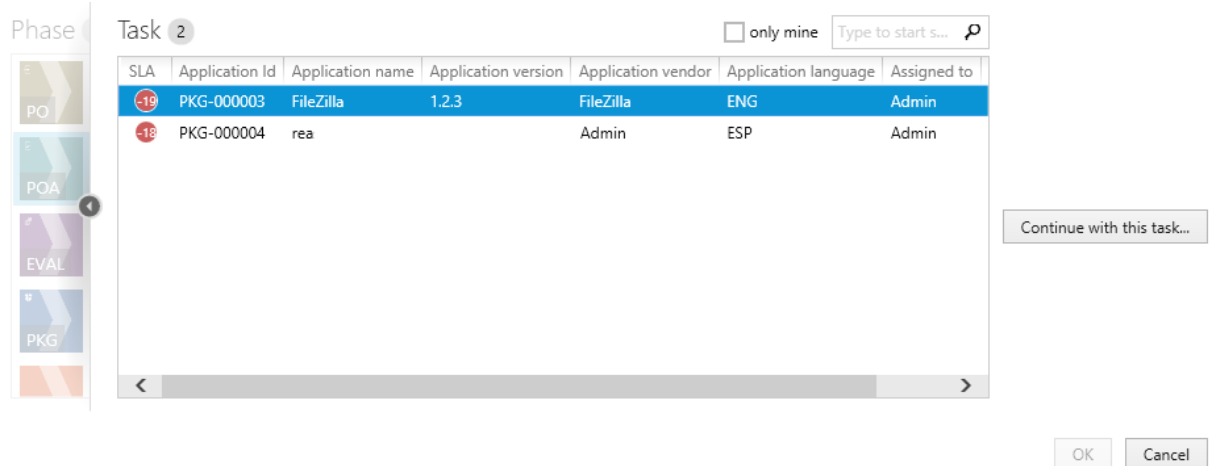 Phase
Task 2
only mine
Type to start s...
SLA Application Id Application name Application version Application vendor Application language Assigned to
-19 PKG-000003 FileZilla 1.2.3 FileZilla ENG Admin
-18 PKG-000004 rea Admin ESP Admin
PO
POA
EVAL
PKG
Continue with this task...
OK Cancel